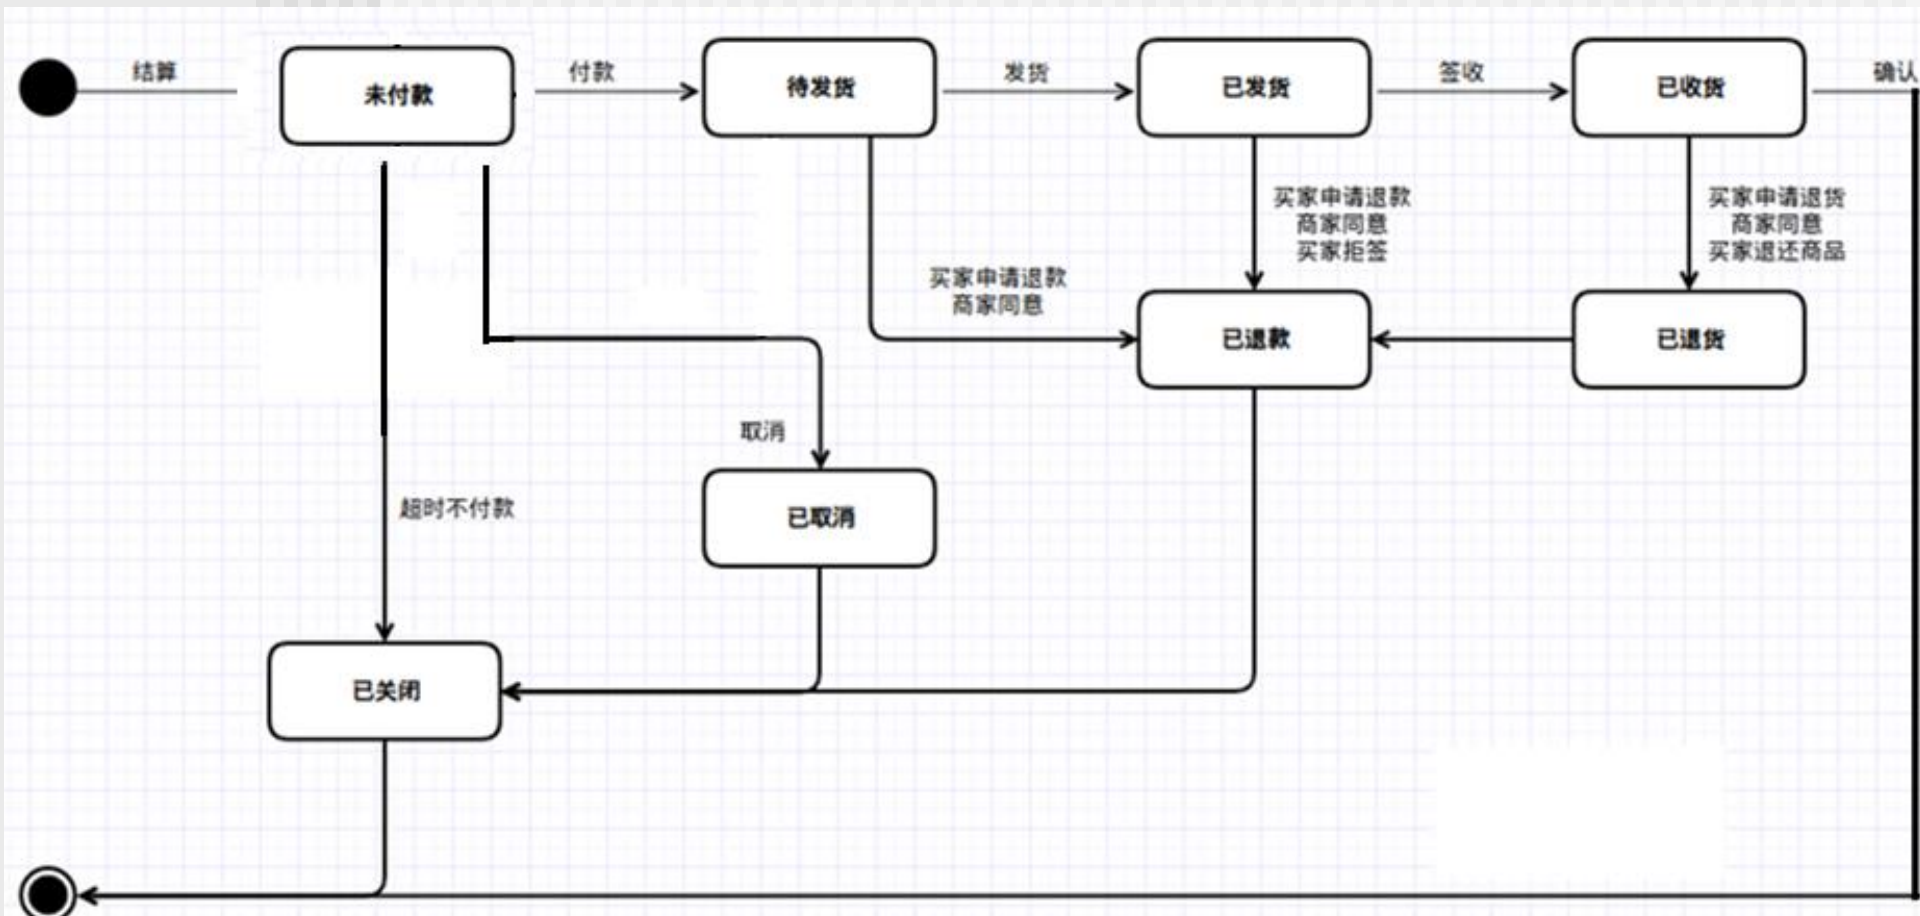 结算
未付款
付款
待发货
发货
已发货
签收
已收货
确认
买家申请退款
商家同意
买家拒签
买家申请退货
商家同意
买家退还商品
买家申请退款
商家同意
已退款
已退货
取消
超时不付款
已取消
已关闭